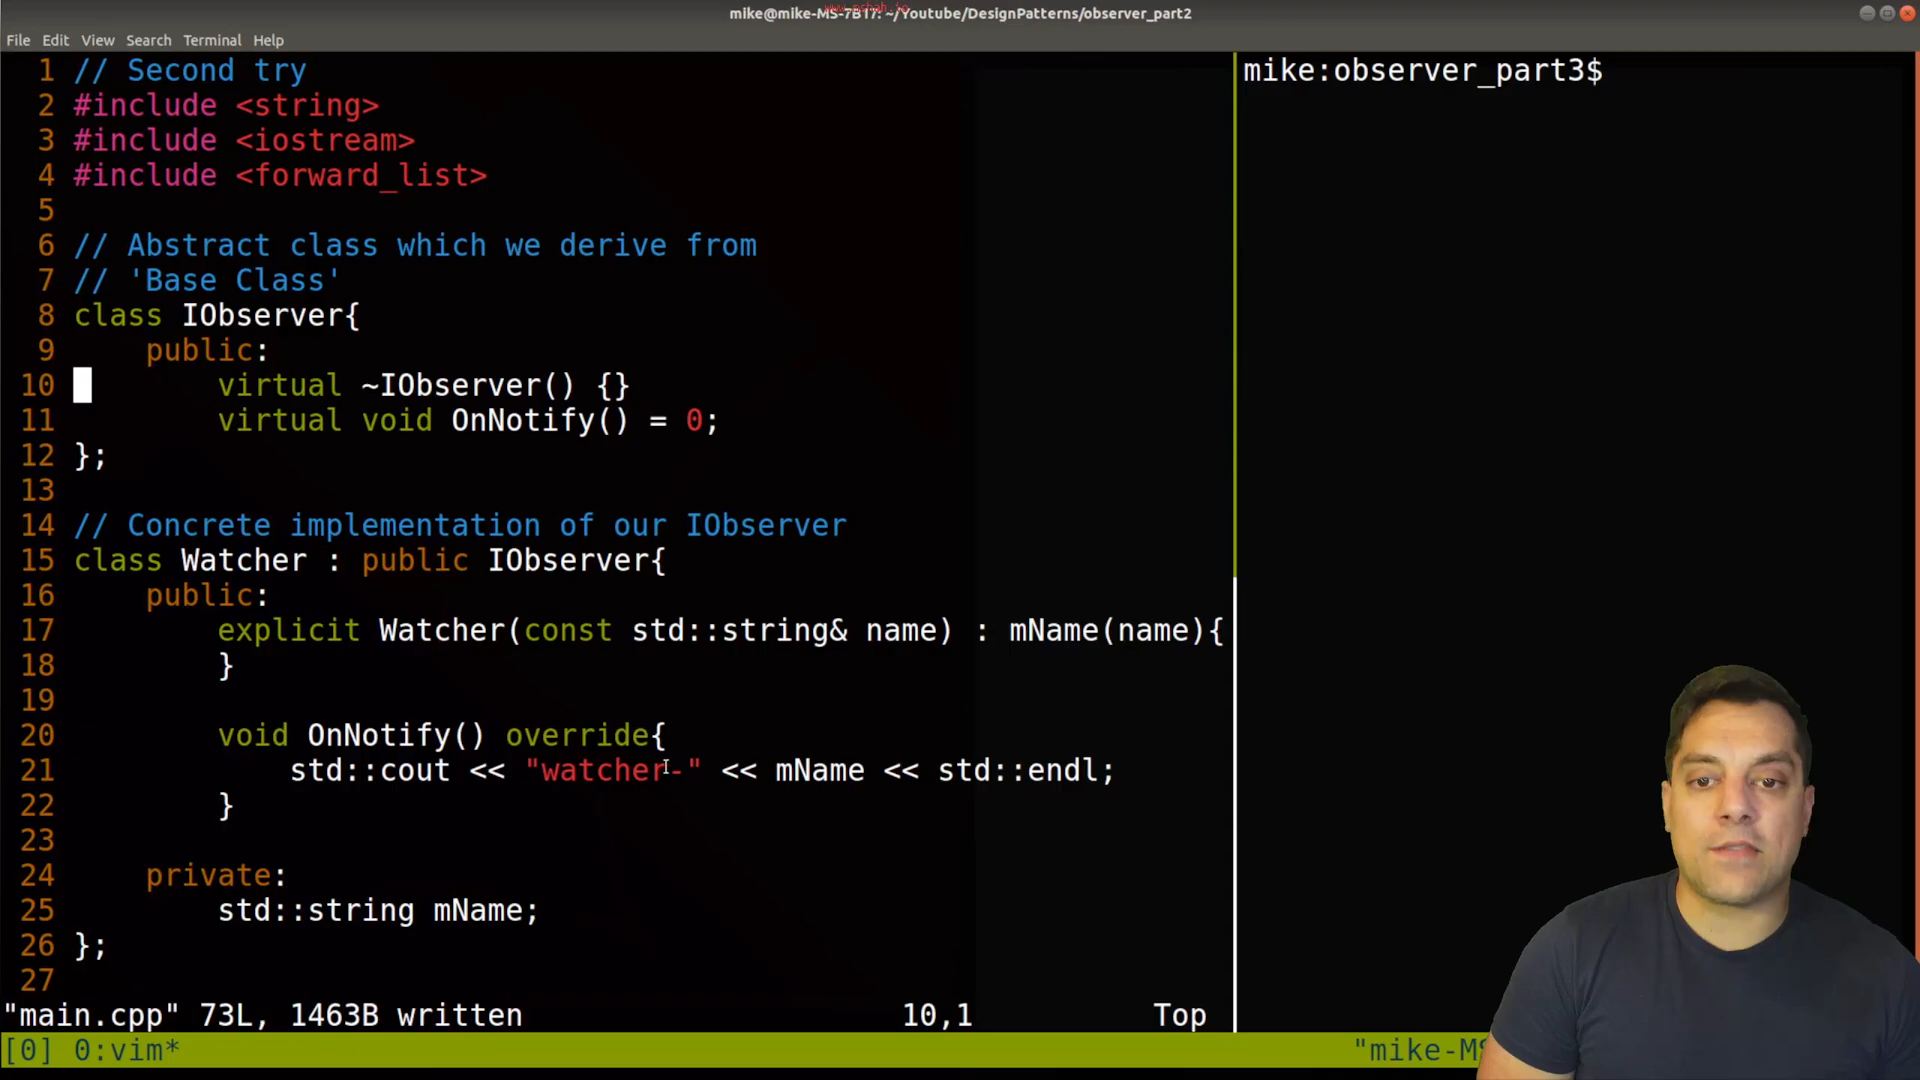 www.mshah.io
mike@mike-MS-7B17: ~/Youtube/DesignPatterns/observer_part2
File Edit View Search Terminal Help
1 // Second try
2 #include <string>
3 #include <iostream>
4 #include <forward_list>
5
6 // Abstract class which we derive from
7 // 'Base Class'
8 class IObserver{
9 public:
10 virtual ~IObserver() {}
11 virtual void OnNotify() = 0;
12 };
13
14 // Concrete implementation of our IObserver
15 class Watcher : public IObserver{
16 public:
17 explicit Watcher(const std::string& name) : mName(name){
18 }
19
20 void OnNotify() override{
21 std::cout << "watcher-" << mName << std::endl;
22 }
23
24 private:
25 std::string mName;
26 };
27
"main.cpp" 73L, 1463B written 10,1 Top
mike:observer_part3$
[0] 0:vim* "mike-MS